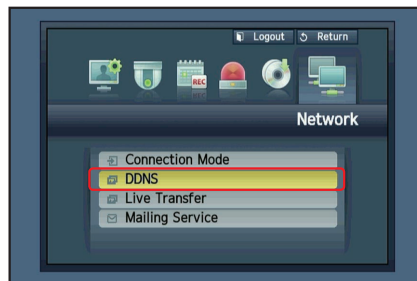 Logout Return
REC
Network
Connection Mode
DDNS
Live Transfer
Mailing Service